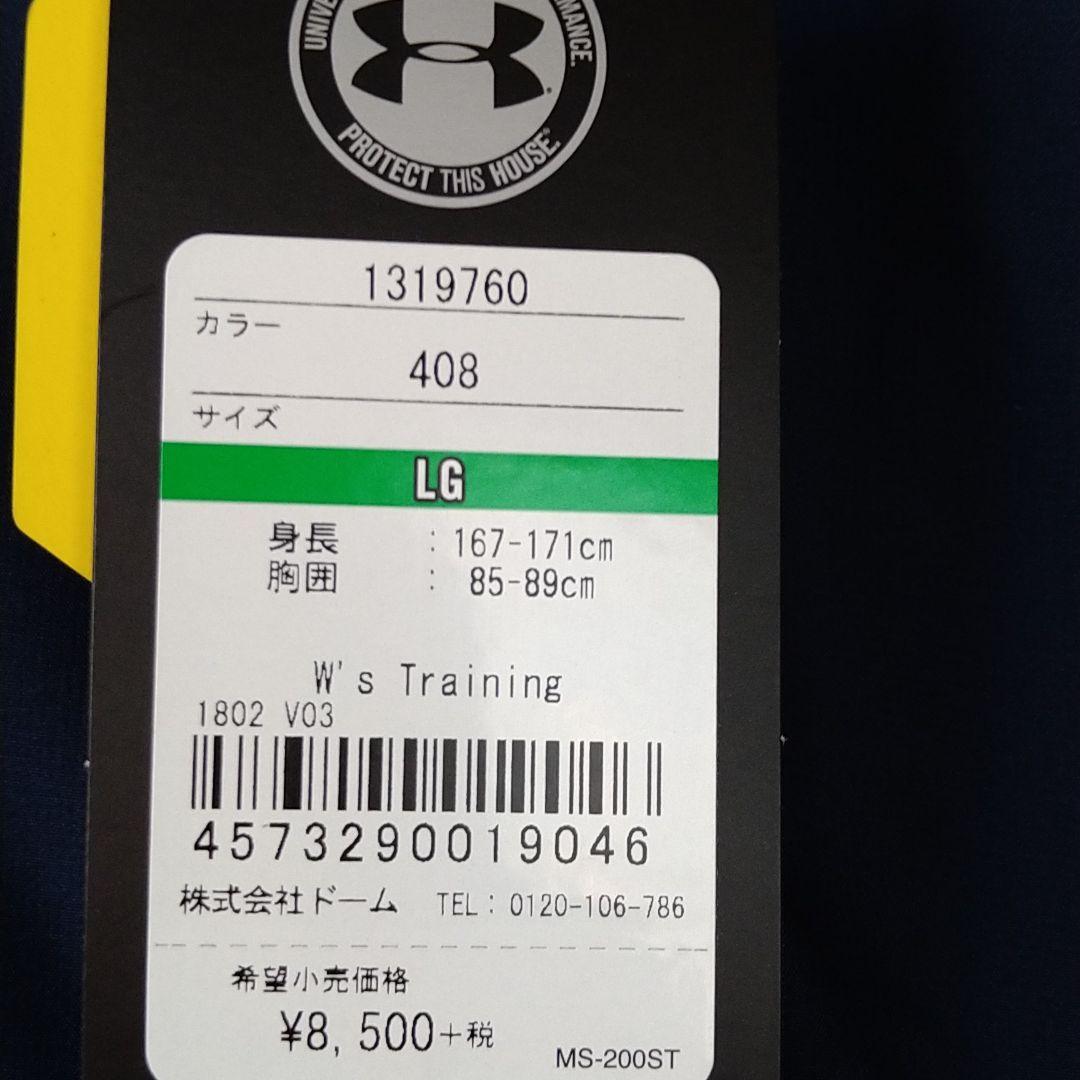 PROTECT THIS HOUSE.
1319760
カラー
408
サイズ
LG
身長 : 167-171cm
胸囲 : 85-89cm
W's Training
1802 V03
4573290019046
株式会社ドーム TEL: 0120-106-786
希望小売価格
¥8,500+税
MS-200ST